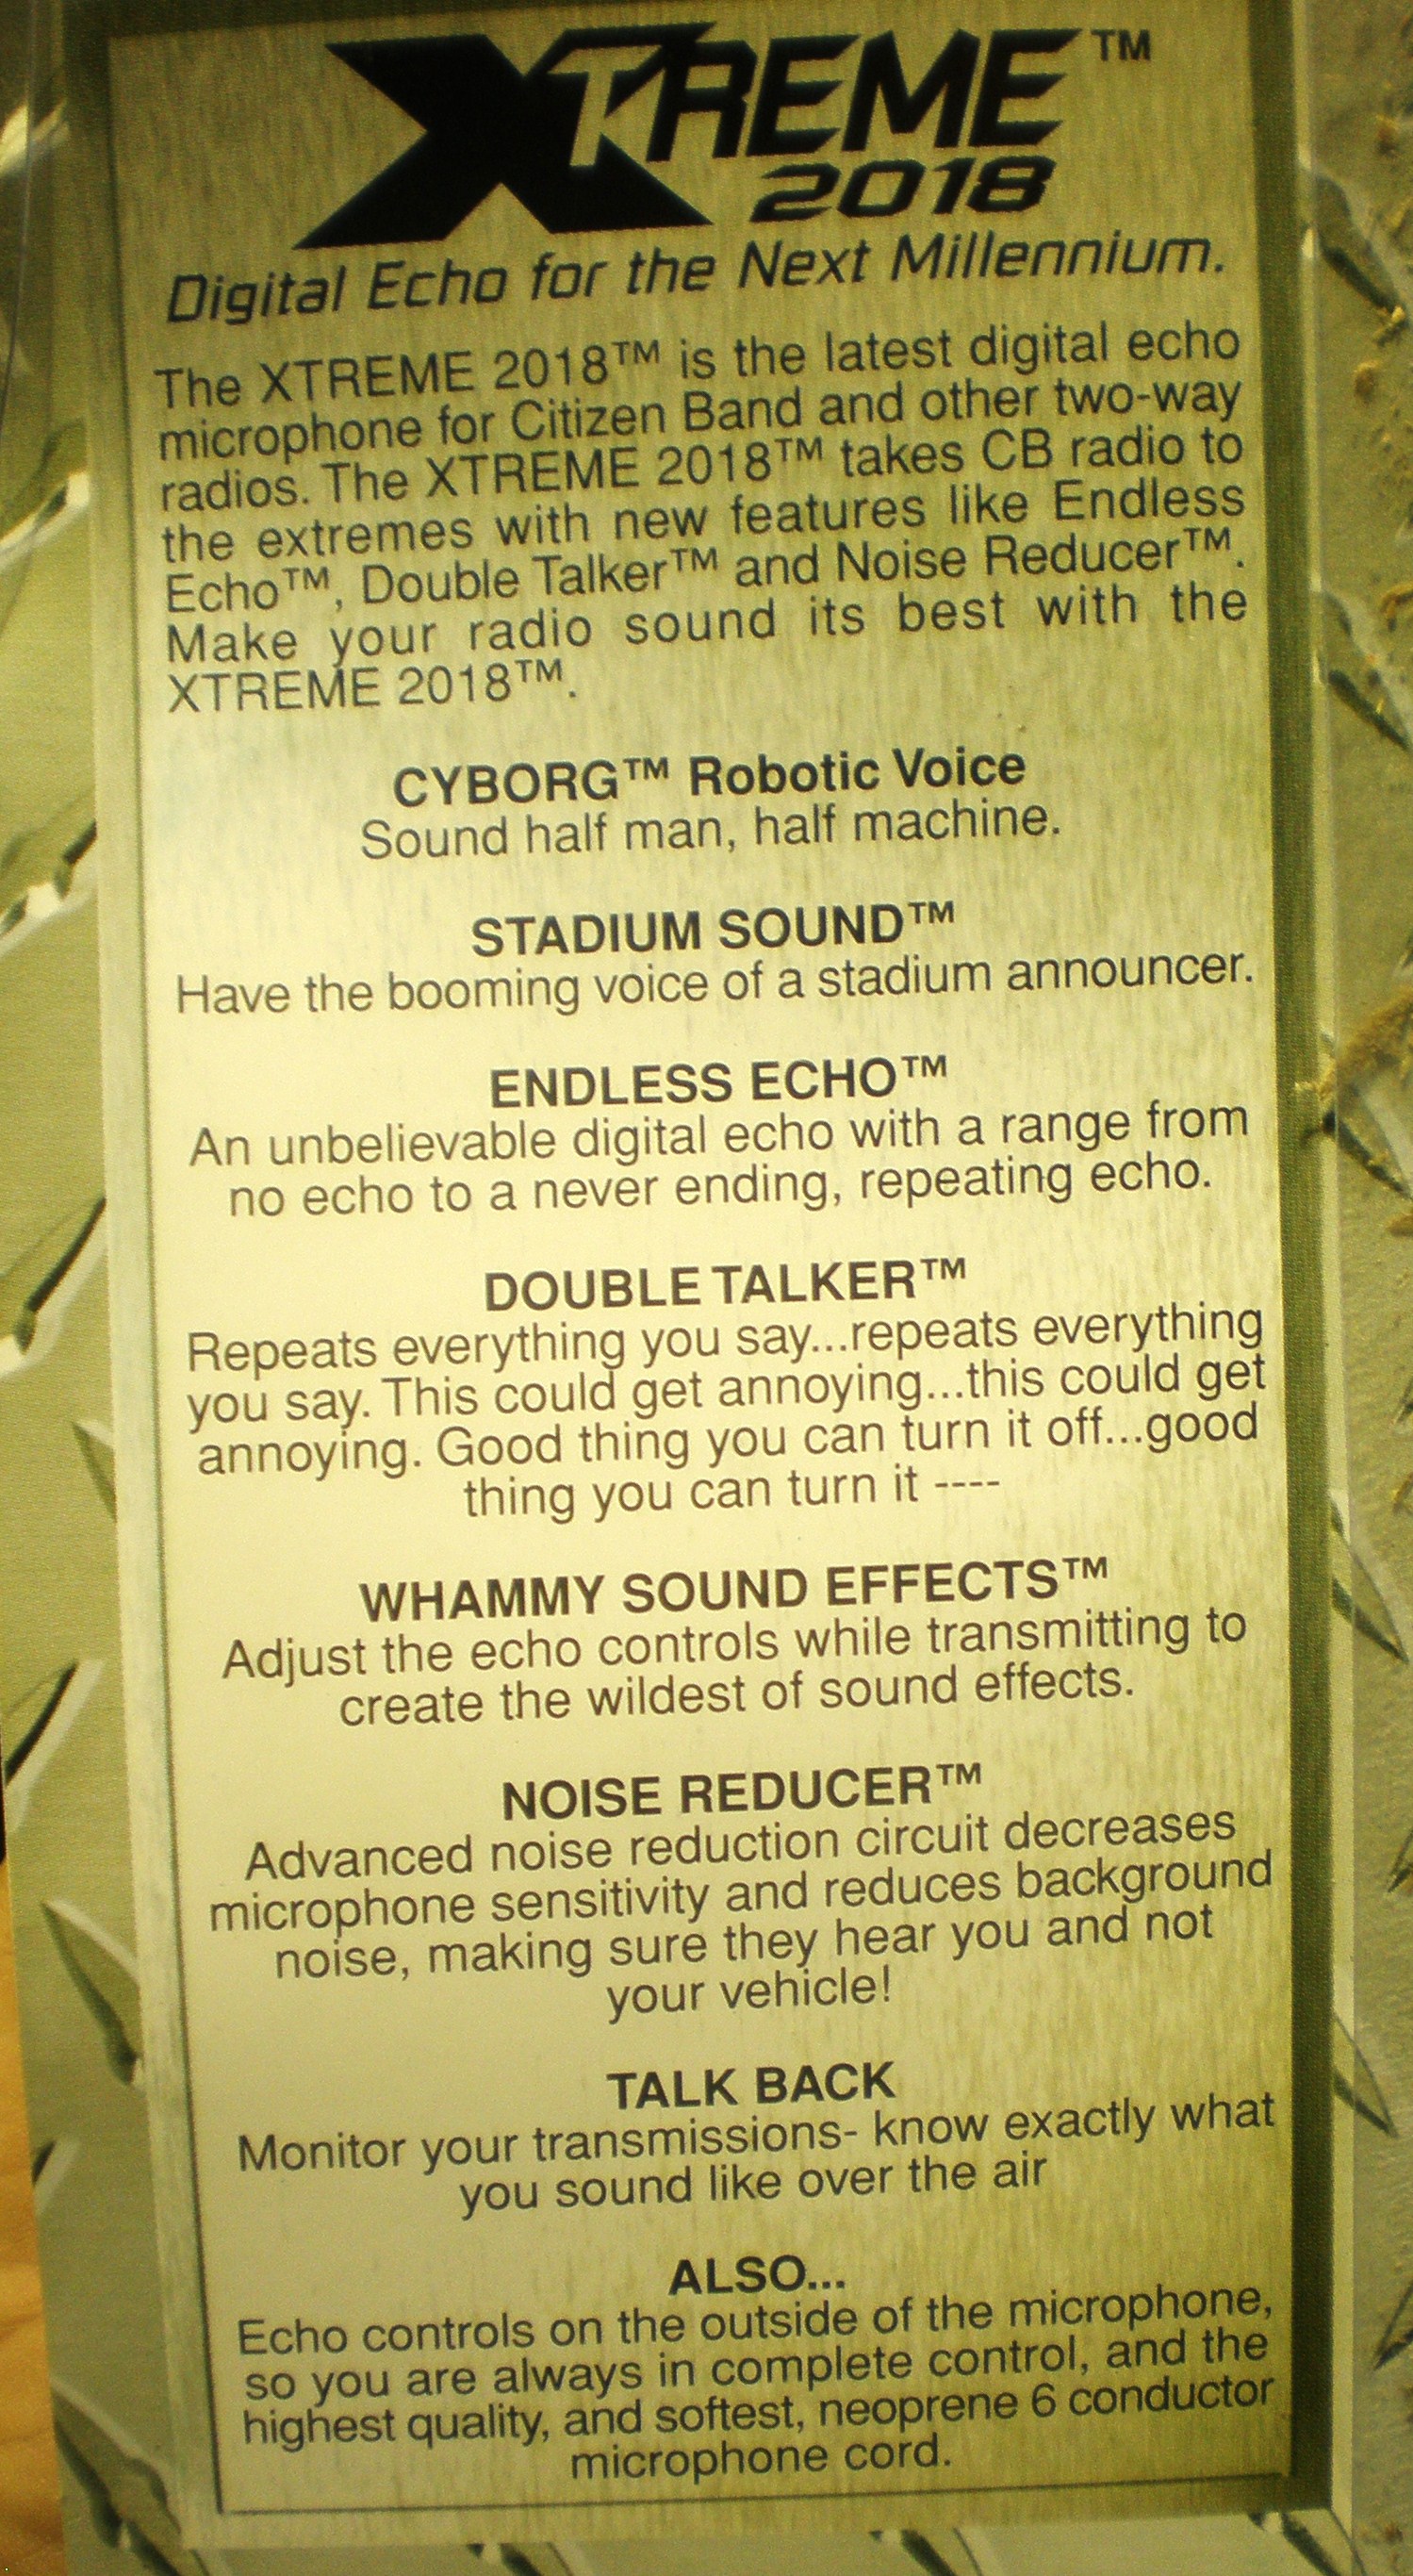 XTREME™
2018
Digital Echo for the Next Millennium.
The XTREME 2018™ is the latest digital echo
microphone for Citizen Band and other two-way
radios. The XTREME 2018™ takes CB radio to
the extremes with new features like Endless
Echo™, Double Talker™ and Noise Reducer™.
Make your radio sound its best with the
XTREME 2018™.
CYBORG™ Robotic Voice
Sound half man, half machine.
STADIUM SOUND™
Have the booming voice of a stadium announcer.
ENDLESS ECHO™
An unbelievable digital echo with a range from
no echo to a never ending, repeating echo.
DOUBLE TALKER™
Repeats everything you say...repeats everything
you say. This could get annoying...this could get
annoying. Good thing you can turn it off...good
thing you can turn it ----
WHAMMY SOUND EFFECTS™
Adjust the echo controls while transmitting to
create the wildest of sound effects.
NOISE REDUCER™
Advanced noise reduction circuit decreases
microphone sensitivity and reduces background
noise, making sure they hear you and not
your vehicle!
TALK BACK
Monitor your transmissions- know exactly what
you sound like over the air
ALSO...
Echo controls on the outside of the microphone,
so you are always in complete control, and the
highest quality, and softest, neoprene 6 conductor
microphone cord.